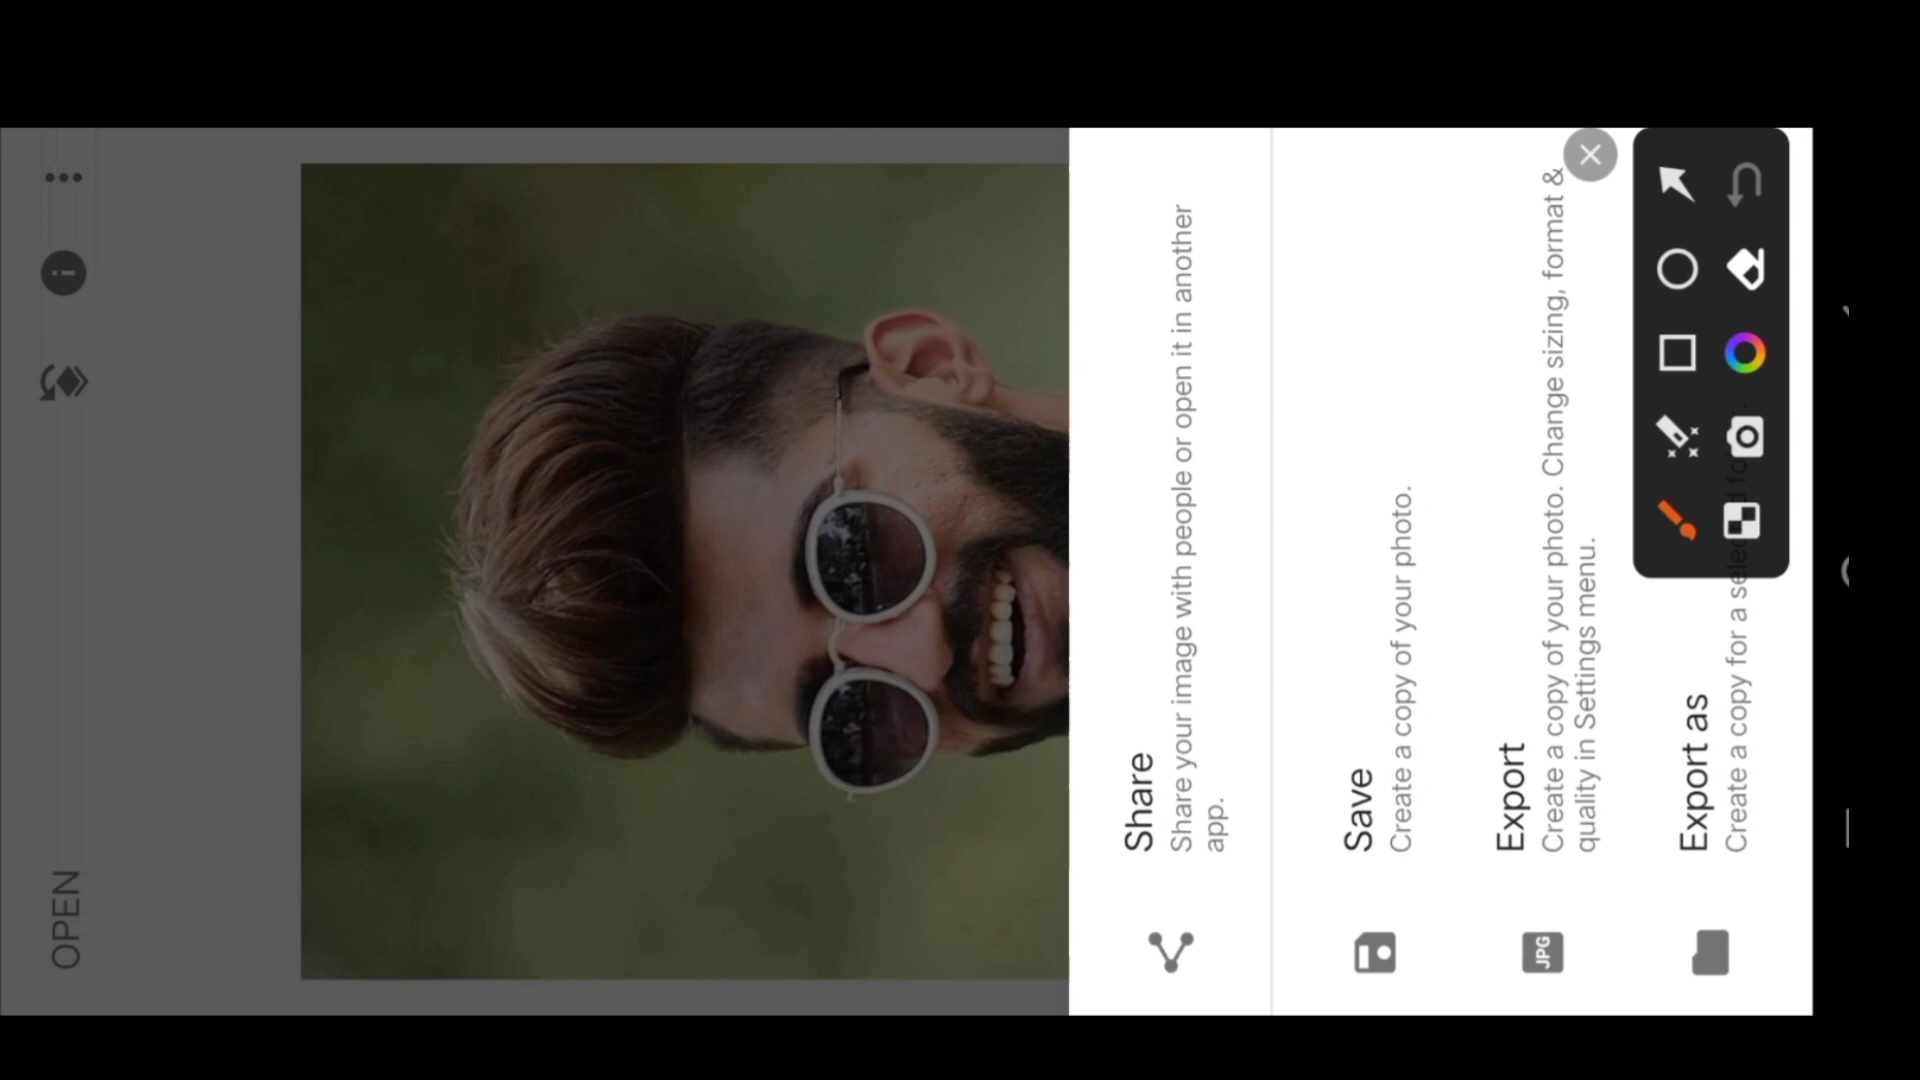 OPEN
Share
Share your image with people or open it in another
app.
Save
Create a copy of your photo.
Export
Create a copy of your photo. Change sizing, format &
quality in Settings menu.
JPG
Export as
Create a copy for a selected fo